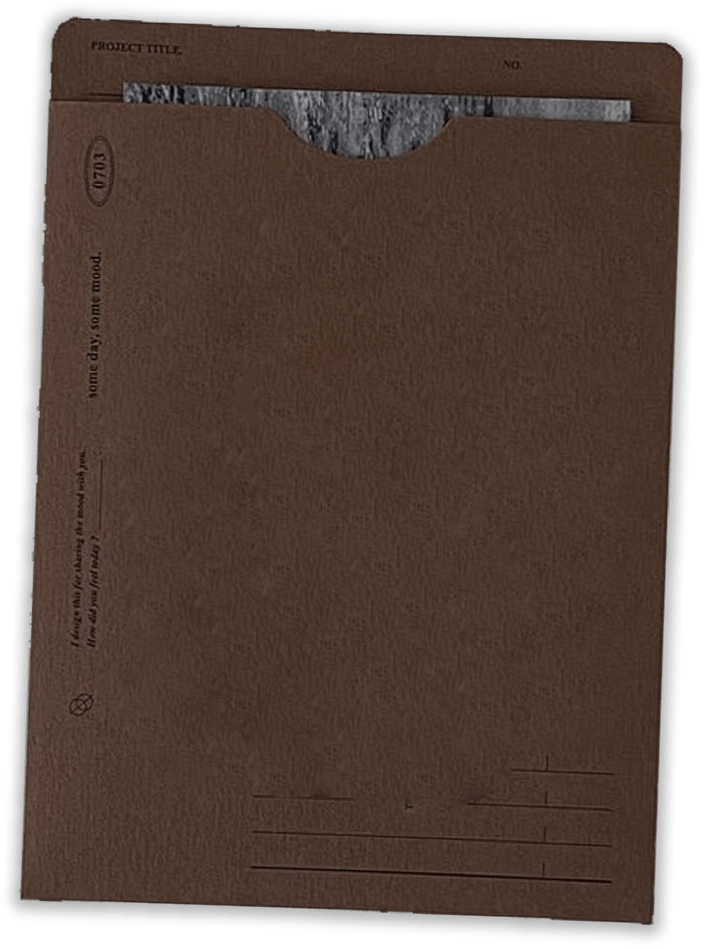 PROJECT TITLE.
NO.
0703
some day, some mood.
I design this for sharing the mood with you.
How did you feel today ?